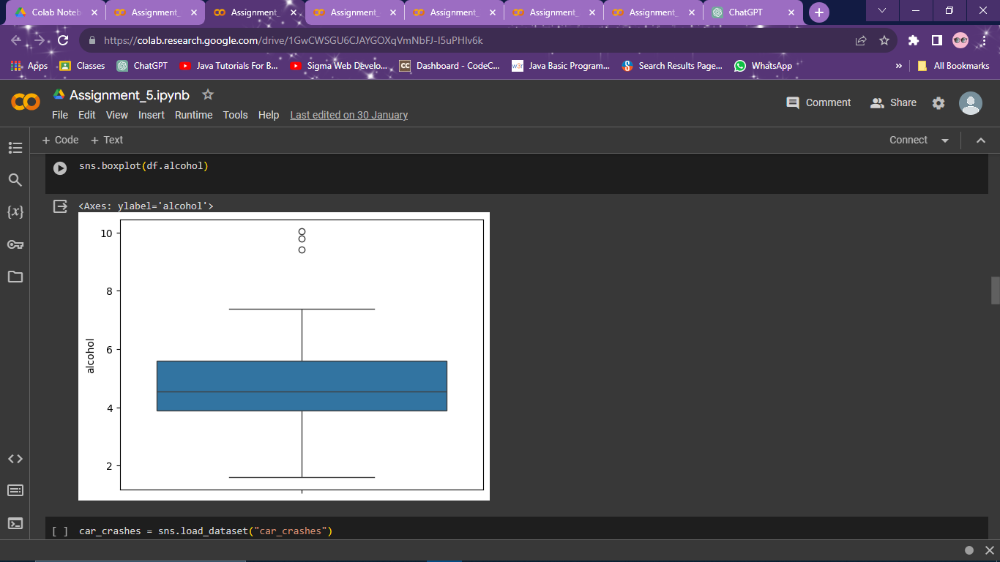 Colab Noteb
Assignment_
Assignment_
Assignment_
Assignment_
Assignment_
Assignment_
ChatGPT
https://colab.research.google.com/drive/1GwCWSGU6CJAYGOXqVmNbFJ-I5uPHIv6k
Apps
Classes
ChatGPT
Java Tutorials For B...
Sigma Web Develo...
CC
Dashboard - CodeC...
w3r
Java Basic Program...
Search Results Page...
WhatsApp
»
All Bookmarks
Assignment_5.ipynb
File Edit View Insert Runtime Tools Help Last edited on 30 January
Comment
Share
+ Code + Text
Connect
sns.boxplot(df.alcohol)
{x}
<Axes: ylabel='alcohol'>
10
8
6
4
2
alcohol
[ ] car_crashes = sns.load_dataset("car_crashes")